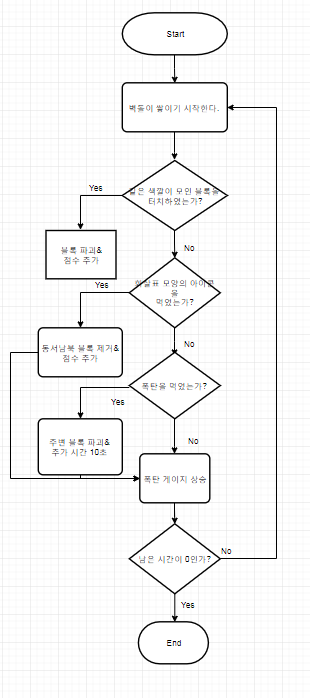 Start
벽돌이 쌓이기 시작한다.
Yes
같은 색깔이 모인 블록을
터치하였는가?
No
블록 파괴&
점수 추가
화살표 모양의 아이콘
을
먹었는가?
Yes
동서남북 블록 제거&
점수 추가
No
폭탄을 먹었는가?
Yes
주변 블록 파괴&
추가 시간 10초
No
폭탄 게이지 상승
남은 시간이 0인가?
No
Yes
End